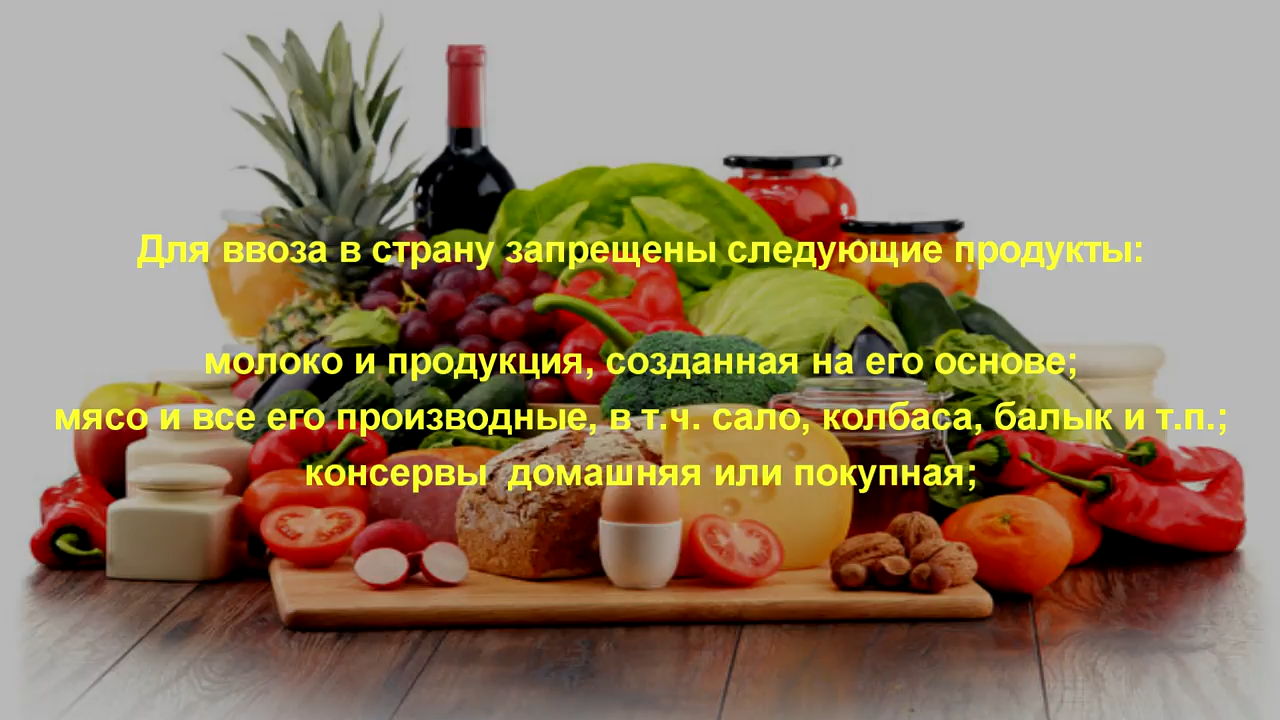 Для ввоза в страну запрещены следующие продукты:
молоко и продукция, созданная на его основе;
мясо и все его производные, в т.ч. сало, колбаса, балык и т.п.;
консервы  домашняя или покупная;